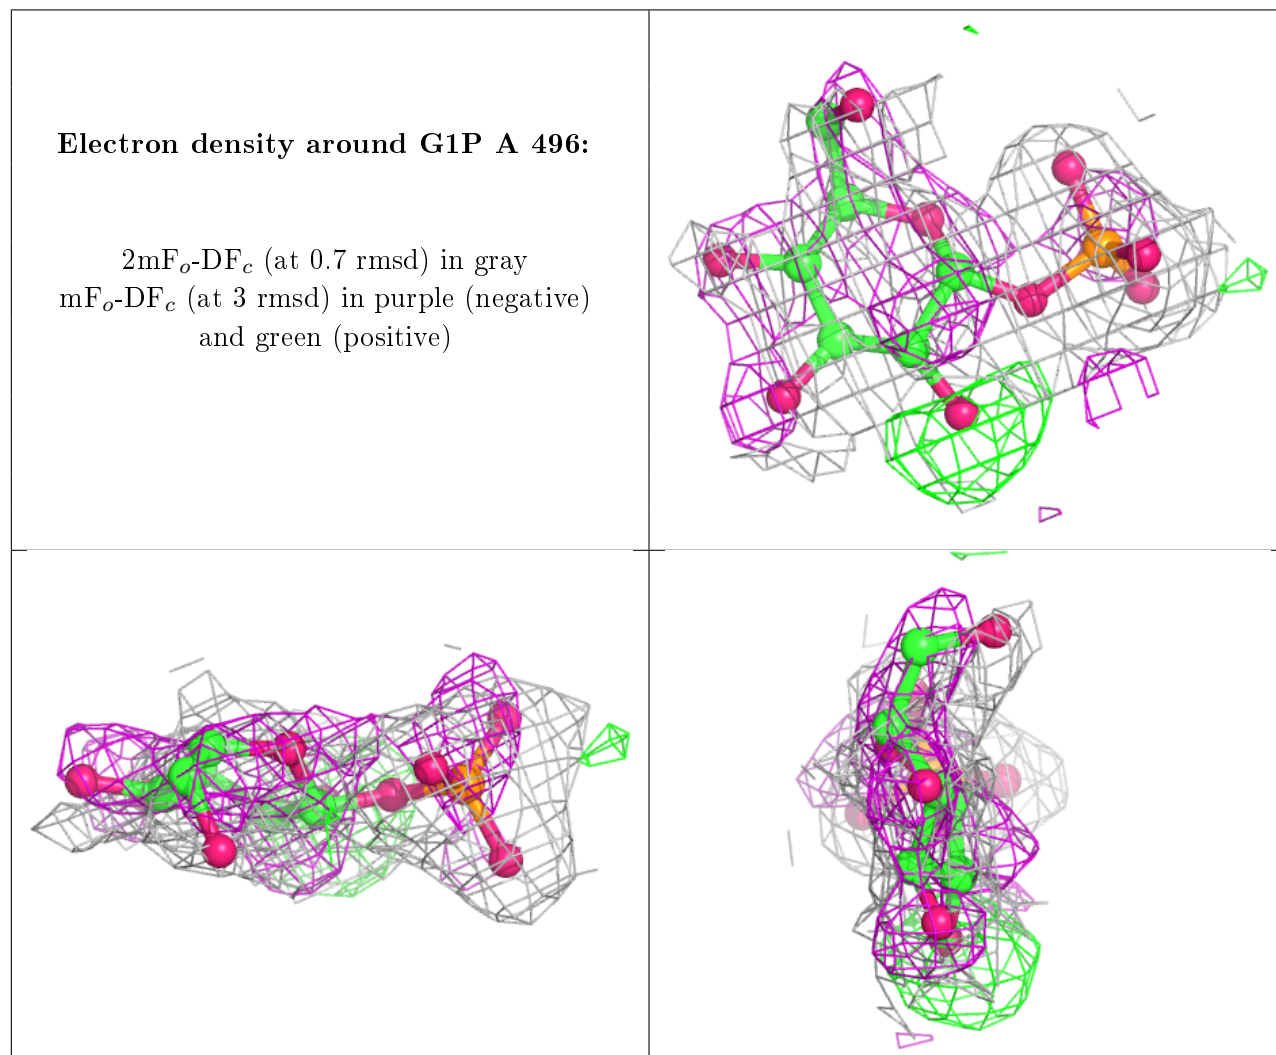 Electron density around G1P A 496:
2mFo-DFc (at 0.7 rmsd) in gray
mFo-DFc (at 3 rmsd) in purple (negative)
and green (positive)